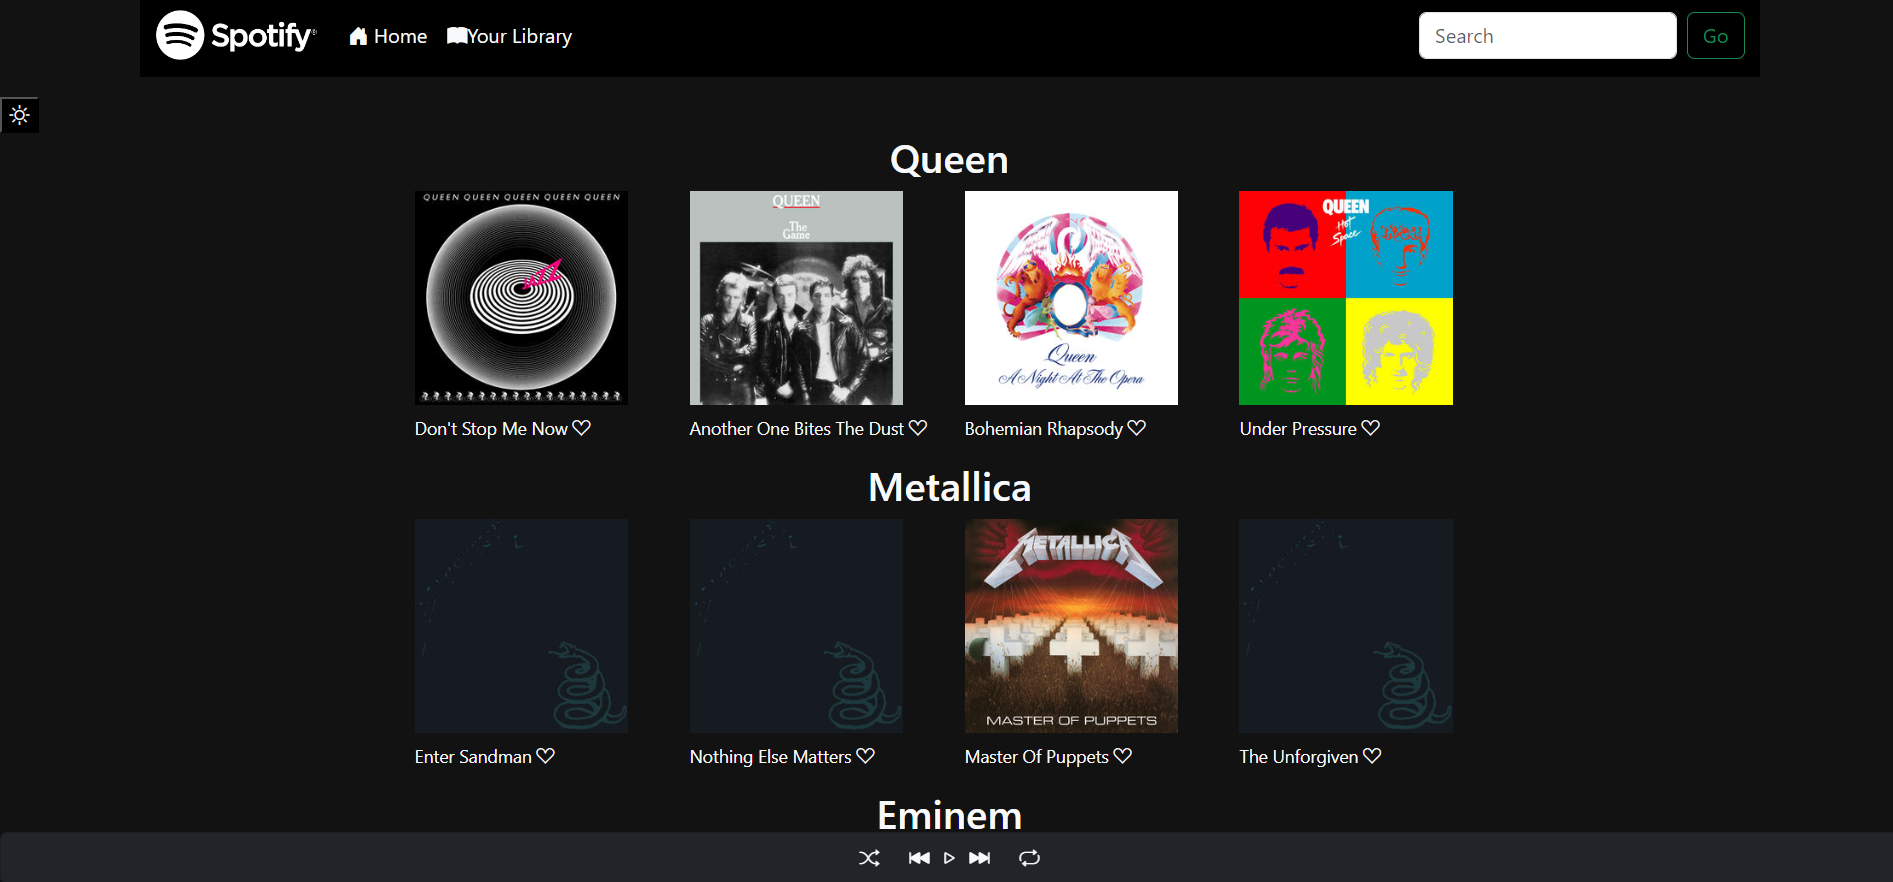 Spotify®
Home
Your Library
Search
Go
Queen
QUEEN QUEEN QUEEN QUEEN QUEEN
QUEEN
The
Game
Queen
A Night At The Opera
QUEEN
Hot
Space
Don't Stop Me Now
Another One Bites The Dust
Bohemian Rhapsody
Under Pressure
Metallica
METALLICA
MASTER OF PUPPETS
Enter Sandman
Nothing Else Matters
Master Of Puppets
The Unforgiven
Eminem